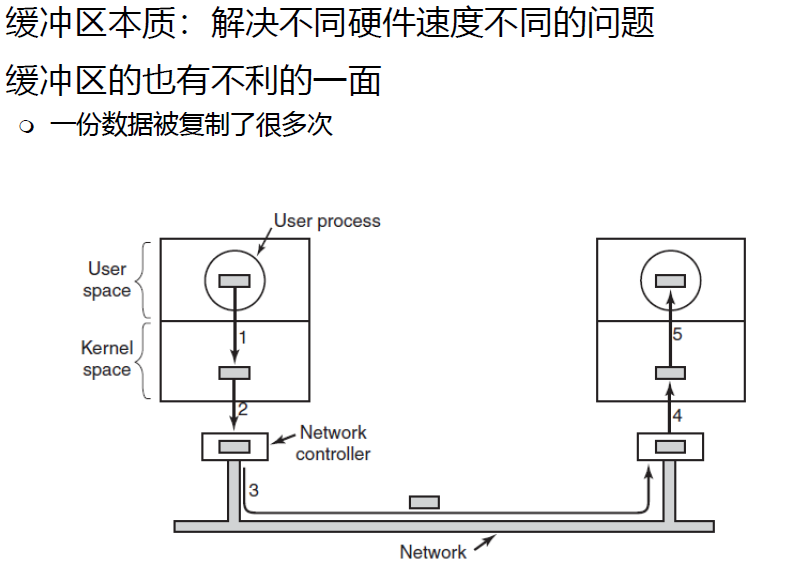 缓冲区本质：解决不同硬件速度不同的问题
缓冲区的也有不利的一面
一份数据被复制了很多次
User process
User
space
1
5
Kernel
space
2
4
Network
controller
3
Network